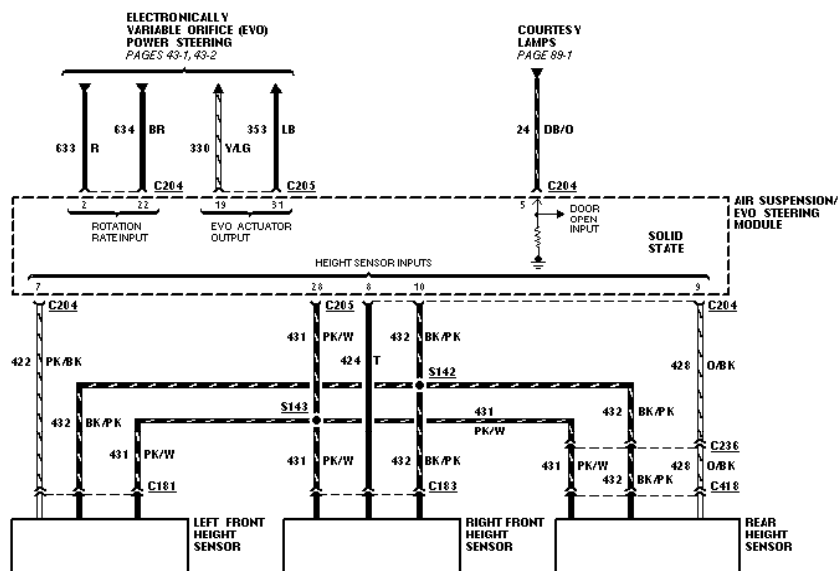 ELECTRONICALLY
VARIABLE ORIFICE (EVO)
POWER STEERING
PAGES 43-1, 43-2
COURTESY
LAMPS
PAGE 89-1
633 R
634 BR
330 Y/LG
353 LB
24 DB/O
C204
C205
C204
2 22 19 31 5
ROTATION
RATE INPUT
EVO ACTUATOR
OUTPUT
DOOR
OPEN
INPUT
SOLID
STATE
AIR SUSPENSION/
EVO STEERING
MODULE
HEIGHT SENSOR INPUTS
7 28 8 10 9
C204 C205 C204
422 PK/BK
431 PK/W
424 T
432 BK/PK
428 O/BK
S142
S143
432 BK/PK
431 PK/W
431 PK/W
432 BK/PK
431
PK/W
432 BK/PK
C236
431 PK/W
432 BK/PK
428 O/BK
C181 C183 C418
LEFT FRONT
HEIGHT
SENSOR
RIGHT FRONT
HEIGHT
SENSOR
REAR
HEIGHT
SENSOR